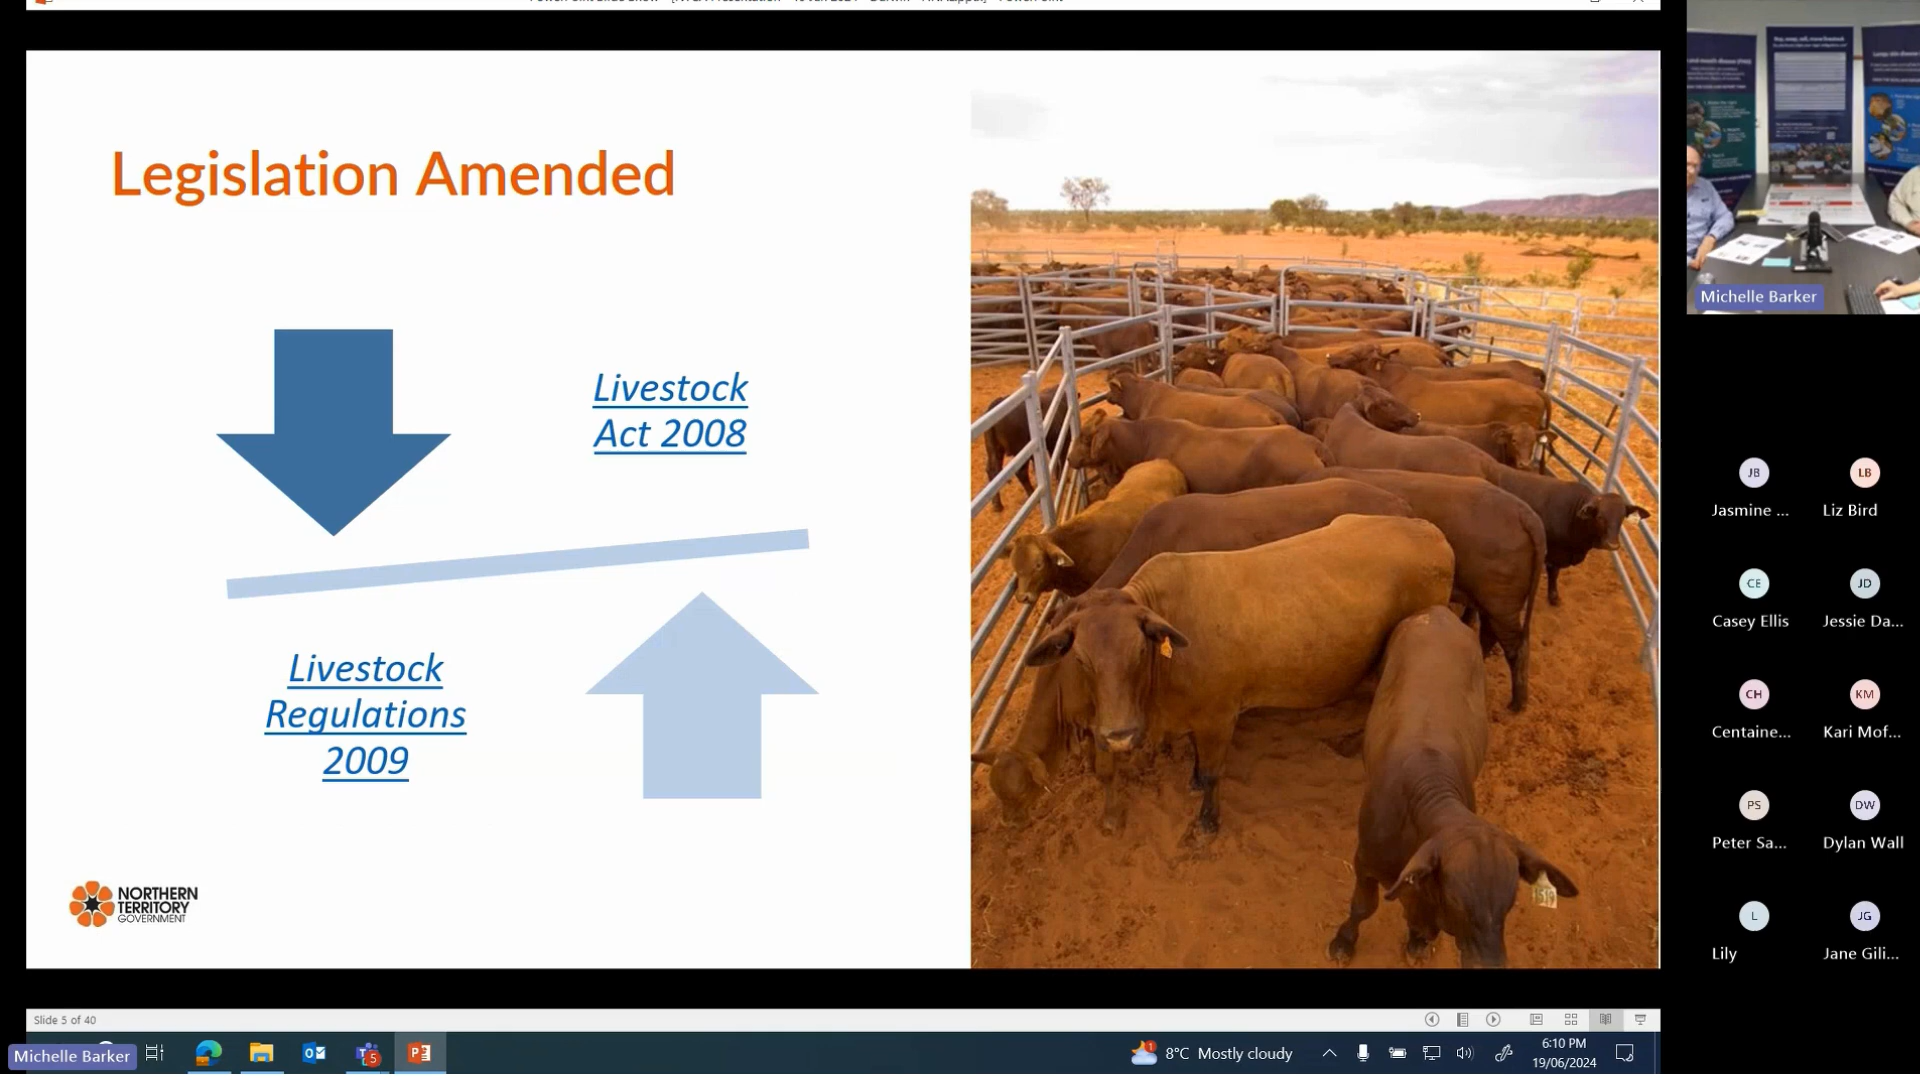 Legislation Amended
Livestock
Act 2008
Livestock
Regulations
2009
NORTHERN
TERRITORY
GOVERNMENT
Michelle Barker
JB
LB
Jasmine ...
Liz Bird
CE
JD
Casey Ellis
Jessie Da...
CH
KM
Centaine...
Kari Mof...
PS
DW
Peter Sa...
Dylan Wall
L
JG
Lily
Jane Gili...
Slide 5 of 40
Michelle Barker
5
1
8°C Mostly cloudy
6:10 PM
19/06/2024